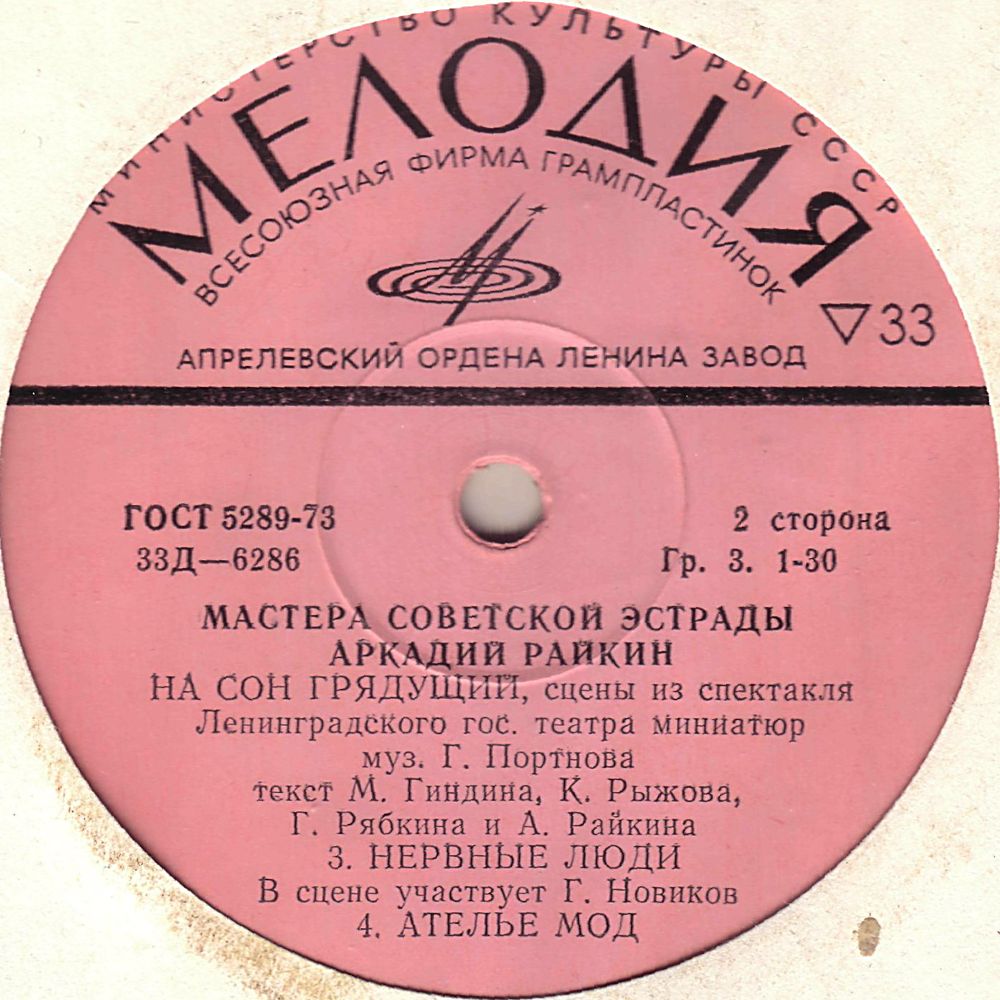 МИНИСТЕРСТВО КУЛЬТУРЫ СССР
МЕЛОДИЯ
ВСЕСОЮЗНАЯ ФИРМА ГРАМПЛАСТИНОК
▽33
АПРЕЛЕВСКИЙ ОРДЕНА ЛЕНИНА ЗАВОД
ГОСТ 5289-73
2 сторона
33Д—6286
Гр. 3. 1-30
МАСТЕРА СОВЕТСКОЙ ЭСТРАДЫ
АРКАДИЙ РАЙКИН
НА СОН ГРЯДУЩИЙ, сцены из спектакля
Ленинградского гос. театра миниатюр
муз. Г. Портнова
текст М. Гиндина, К. Рыжова,
Г. Рябкина и А. Райкина
3. НЕРВНЫЕ ЛЮДИ
В сцене участвует Г. Новиков
4. АТЕЛЬЕ МОД